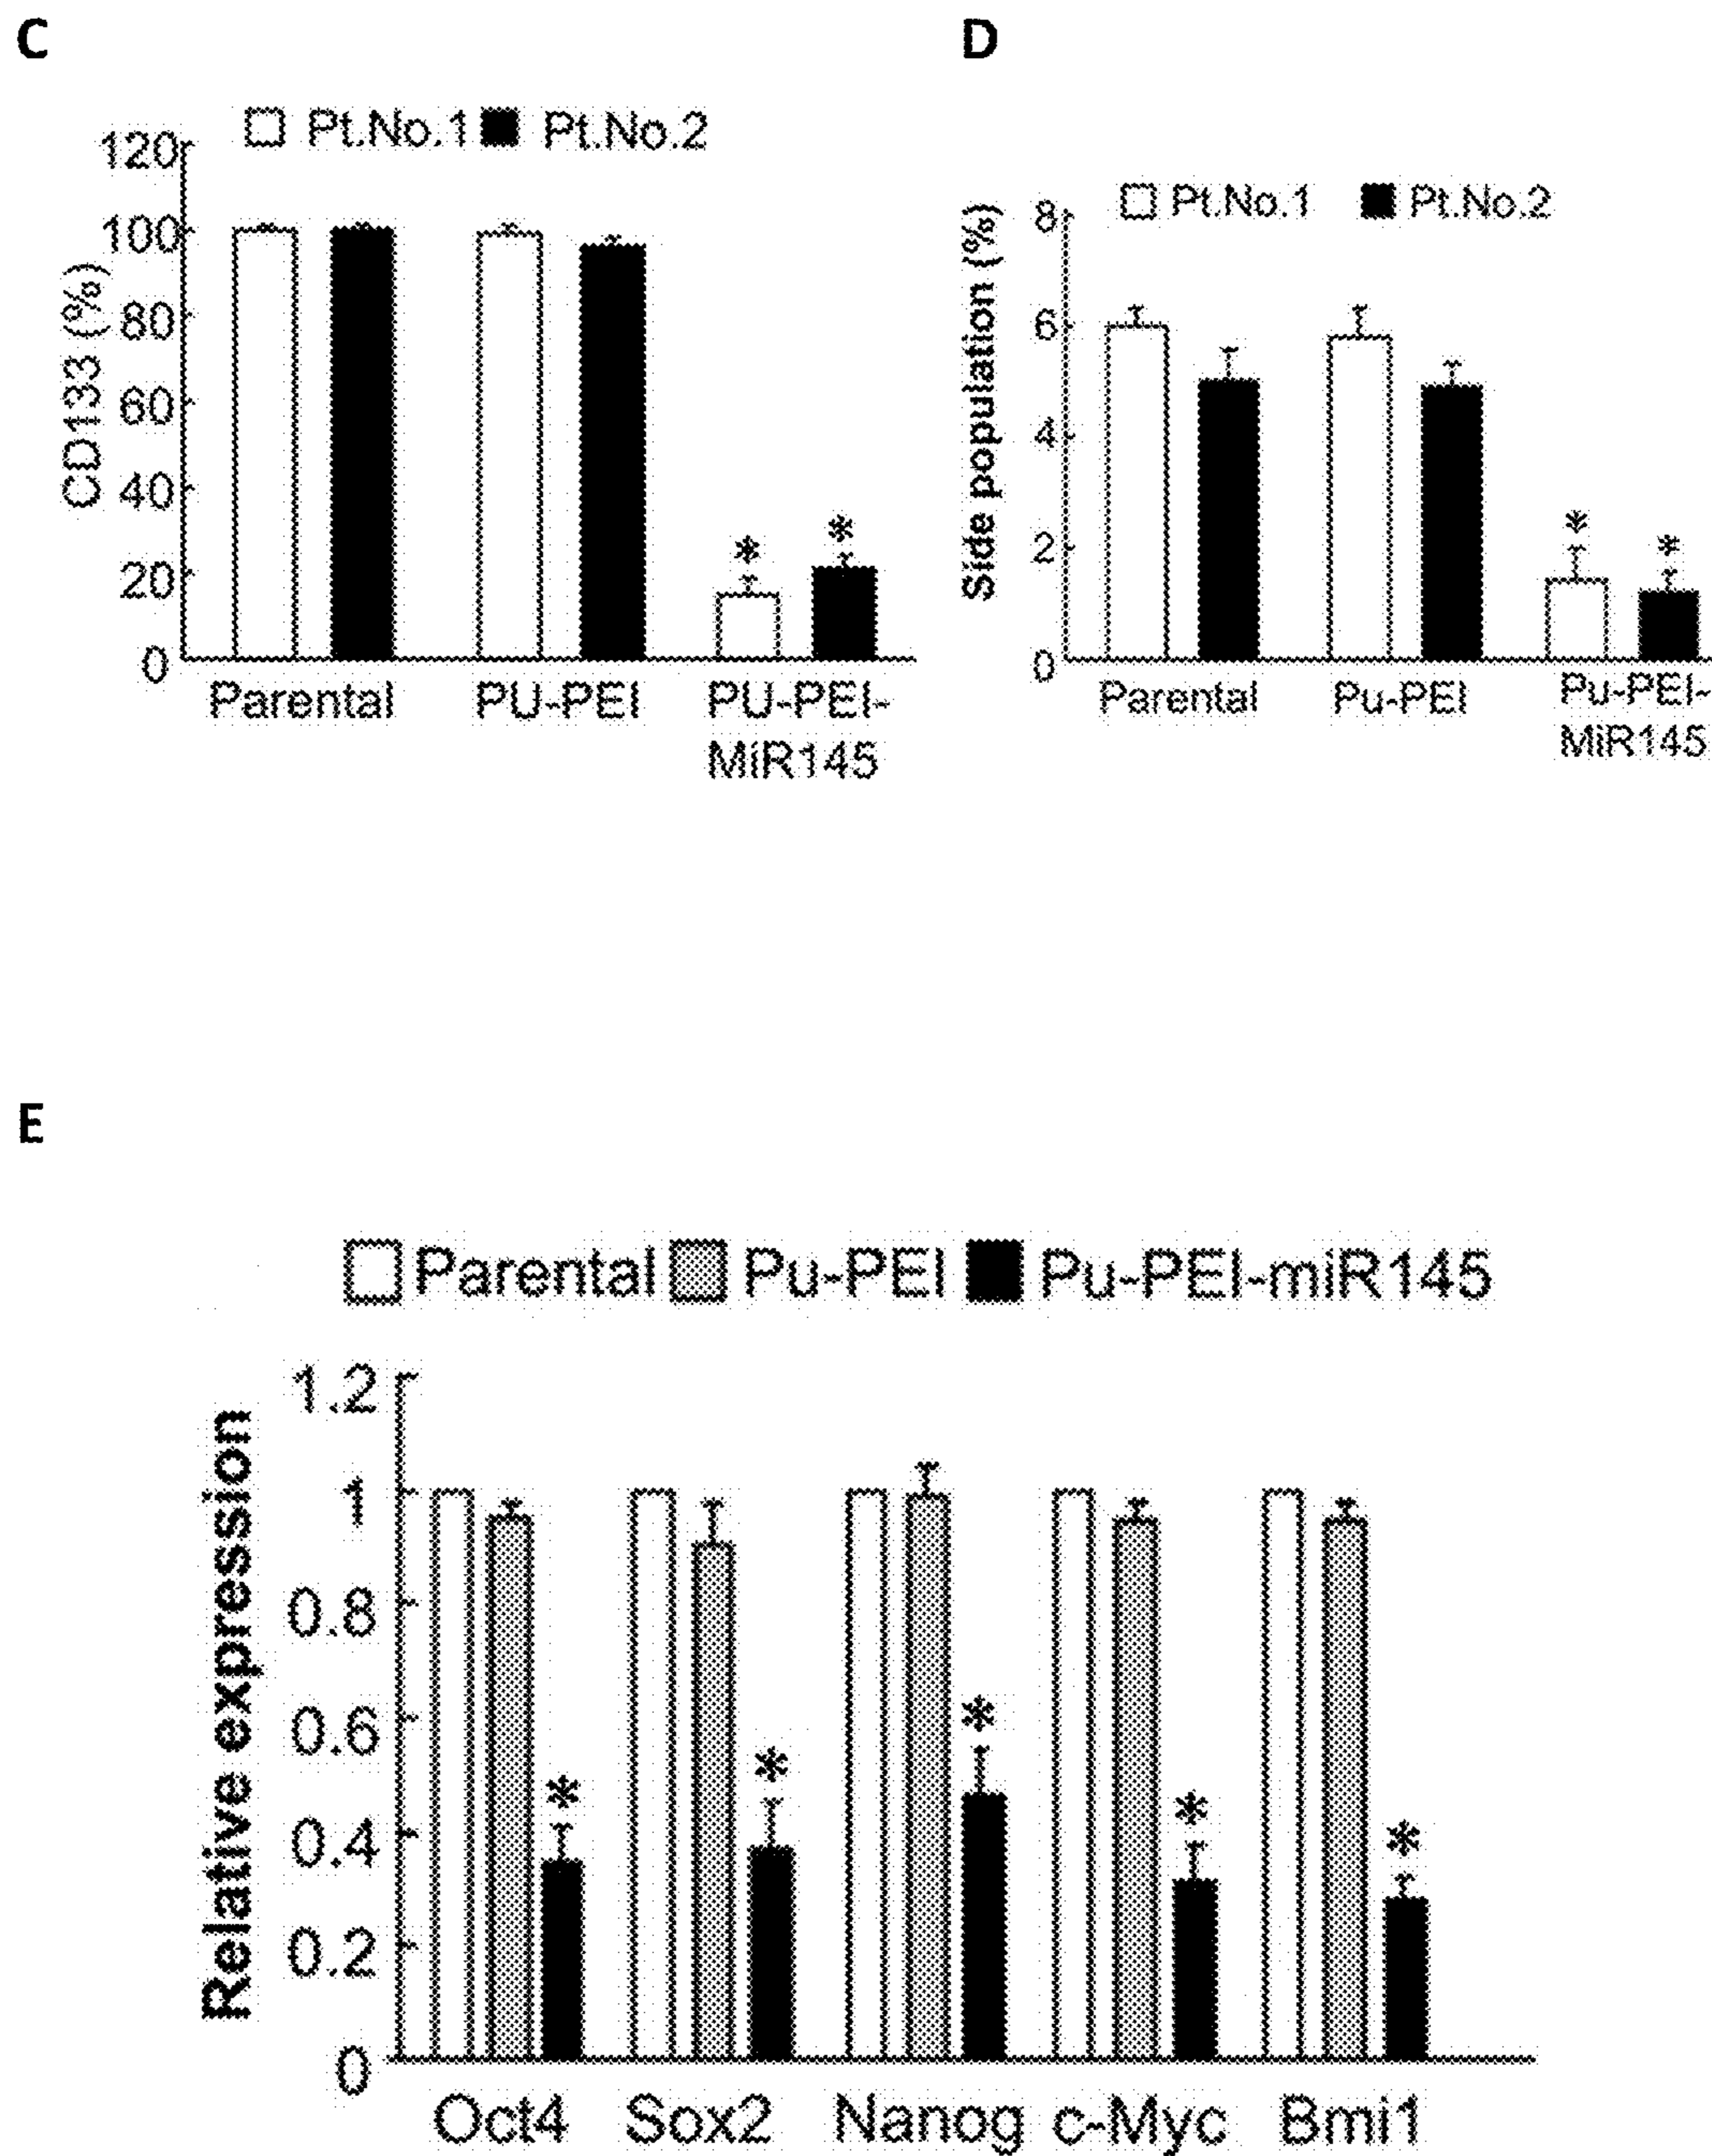 C
Pt.No.1 Pt.No.2
CD133 (%)
120
100
80
60
40
20
0
Parental PU-PEI PU-PEI-
MiR145
*
*
D
Pt.No.1 Pt.No.2
Side population (%)
8
6
4
2
0
Parental Pu-PEI Pu-PEI-
MiR145
*
*
E
Parental Pu-PEI Pu-PEI-miR145
Relative expression
1.2
1
0.8
0.6
0.4
0.2
0
*
*
*
*
*
Oct4 Sox2 Nanog c-Myc Bmi1